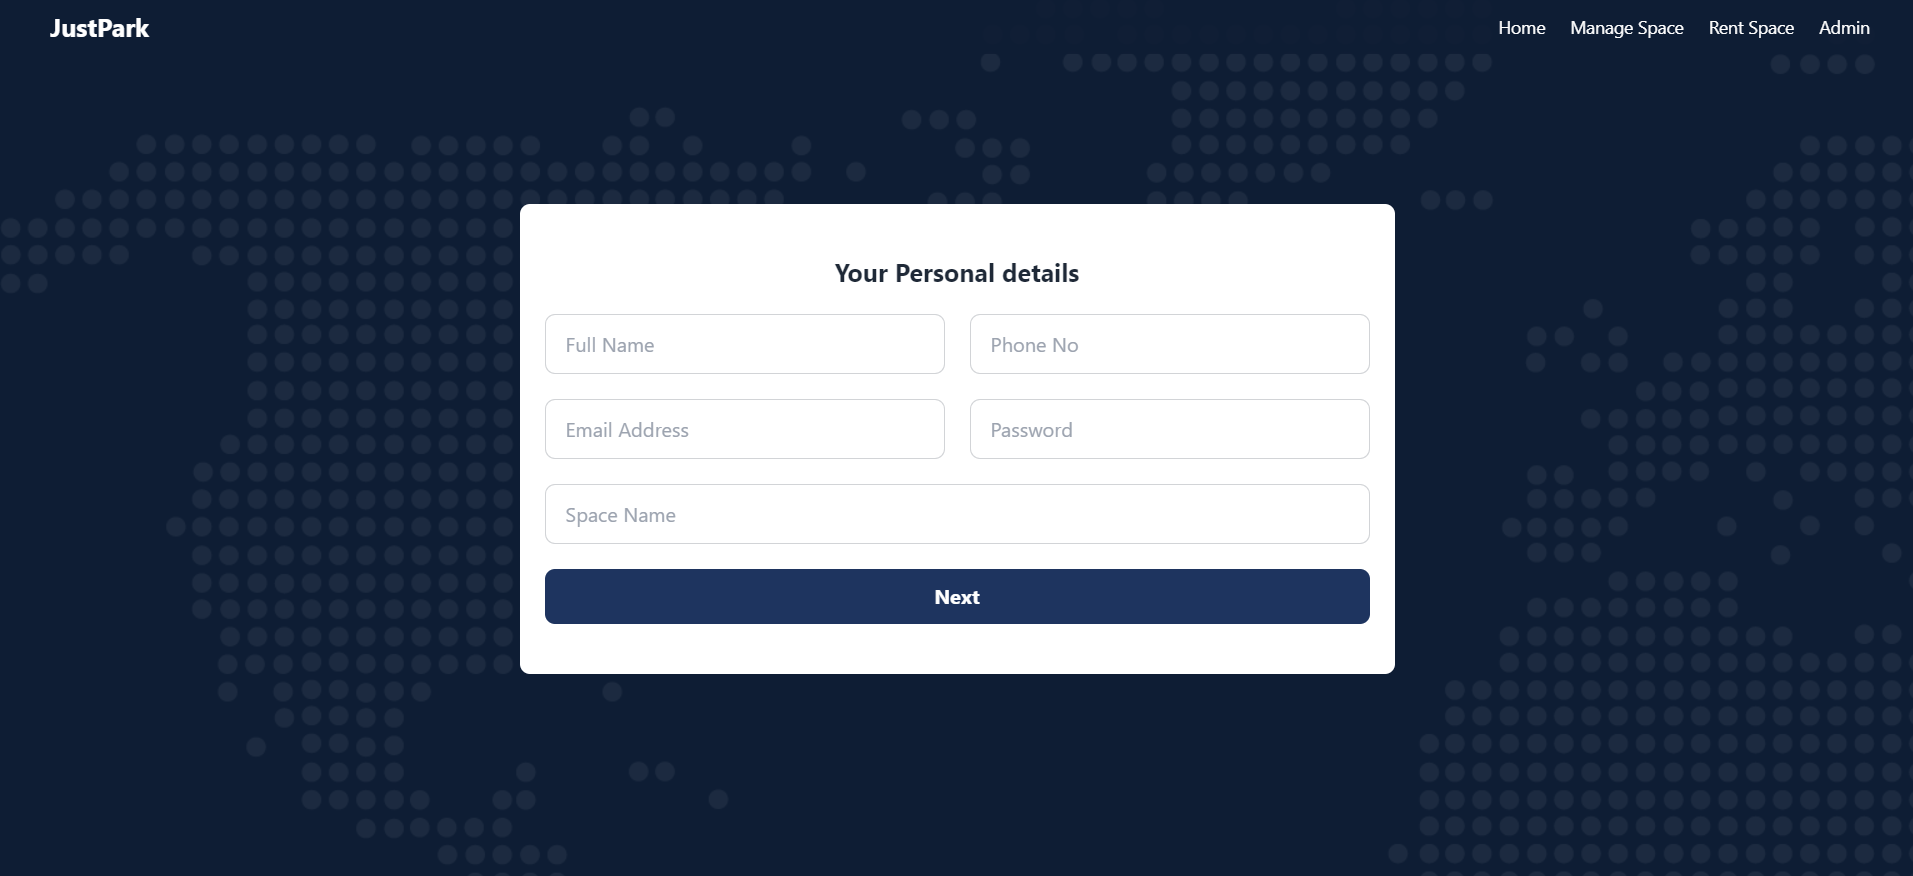 JustPark
Home Manage Space Rent Space Admin
Your Personal details
Full Name
Phone No
Email Address
Password
Space Name
Next